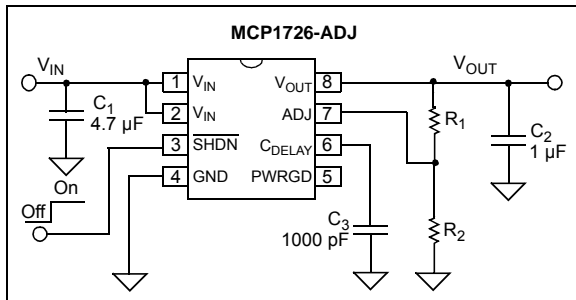 MCP1726-ADJ
V_IN
V_OUT
1 V_IN
V_OUT 8
2 V_IN
ADJ 7
3 SHDN
C_DELAY 6
4 GND
PWRGD 5
C_1
4.7 µF
R_1
C_2
1 µF
On
Off
C_3
1000 pF
R_2